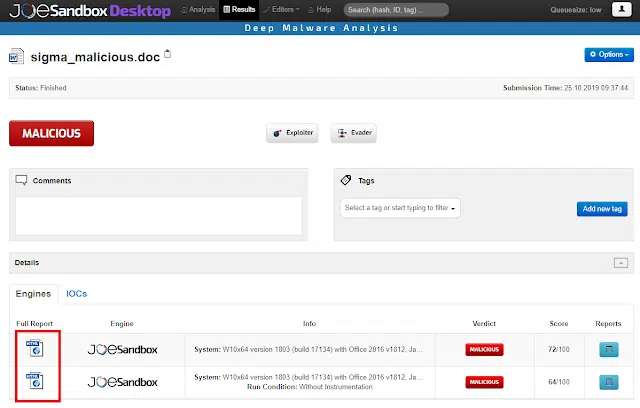 JOESandbox Desktop Analysis Results Editors Help Search (hash, ID, tag) ... Queuesize: low
Deep Malware Analysis
sigma_malicious.doc
Options
Status: Finished Submission Time: 25.10.2019 09:37:44
MALICIOUS Exploiter Evader
Comments Tags
Select a tag or start typing to filter Add new tag
Details
Engines IOCs
Full Report Engine Info Verdict Score Reports
HTML JOESandbox System: W10x64 version 1803 (build 17134) with Office 2016 v1812, Ja... MALICIOUS 72/100
HTML JOESandbox System: W10x64 version 1803 (build 17134) with Office 2016 v1812, Ja... MALICIOUS 64/100
Run Condition: Without Instrumentation